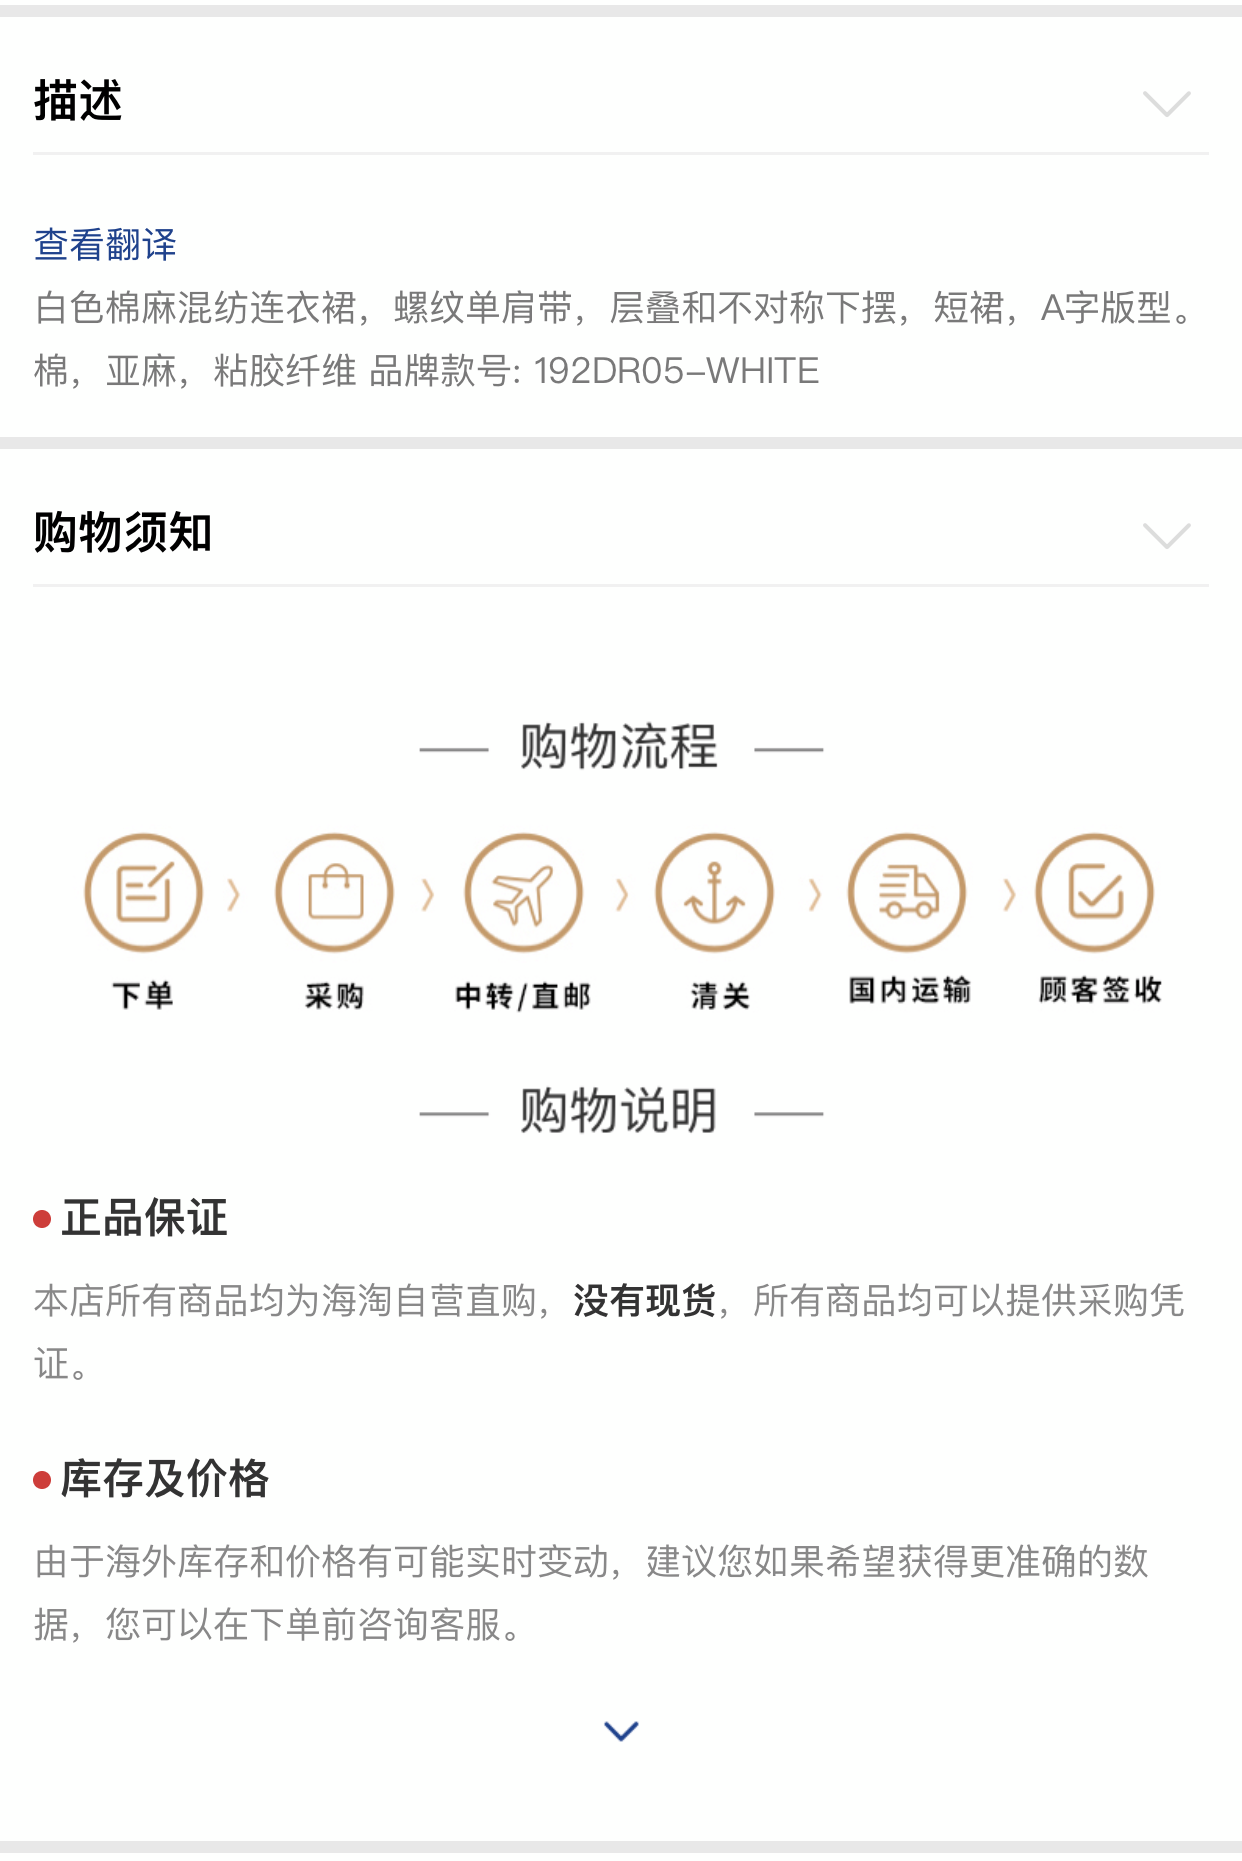 描述
查看翻译
白色棉麻混纺连衣裙，螺纹单肩带，层叠和不对称下摆，短裙，A字版型。
棉，亚麻，粘胶纤维 品牌款号: 192DR05-WHITE
购物须知
购物流程
下单 采购 中转/直邮 清关 国内运输 顾客签收
购物说明
正品保证
本店所有商品均为海淘自营直购，没有现货，所有商品均可以提供采购凭
证。
库存及价格
由于海外库存和价格有可能实时变动，建议您如果希望获得更准确的数
据，您可以在下单前咨询客服。